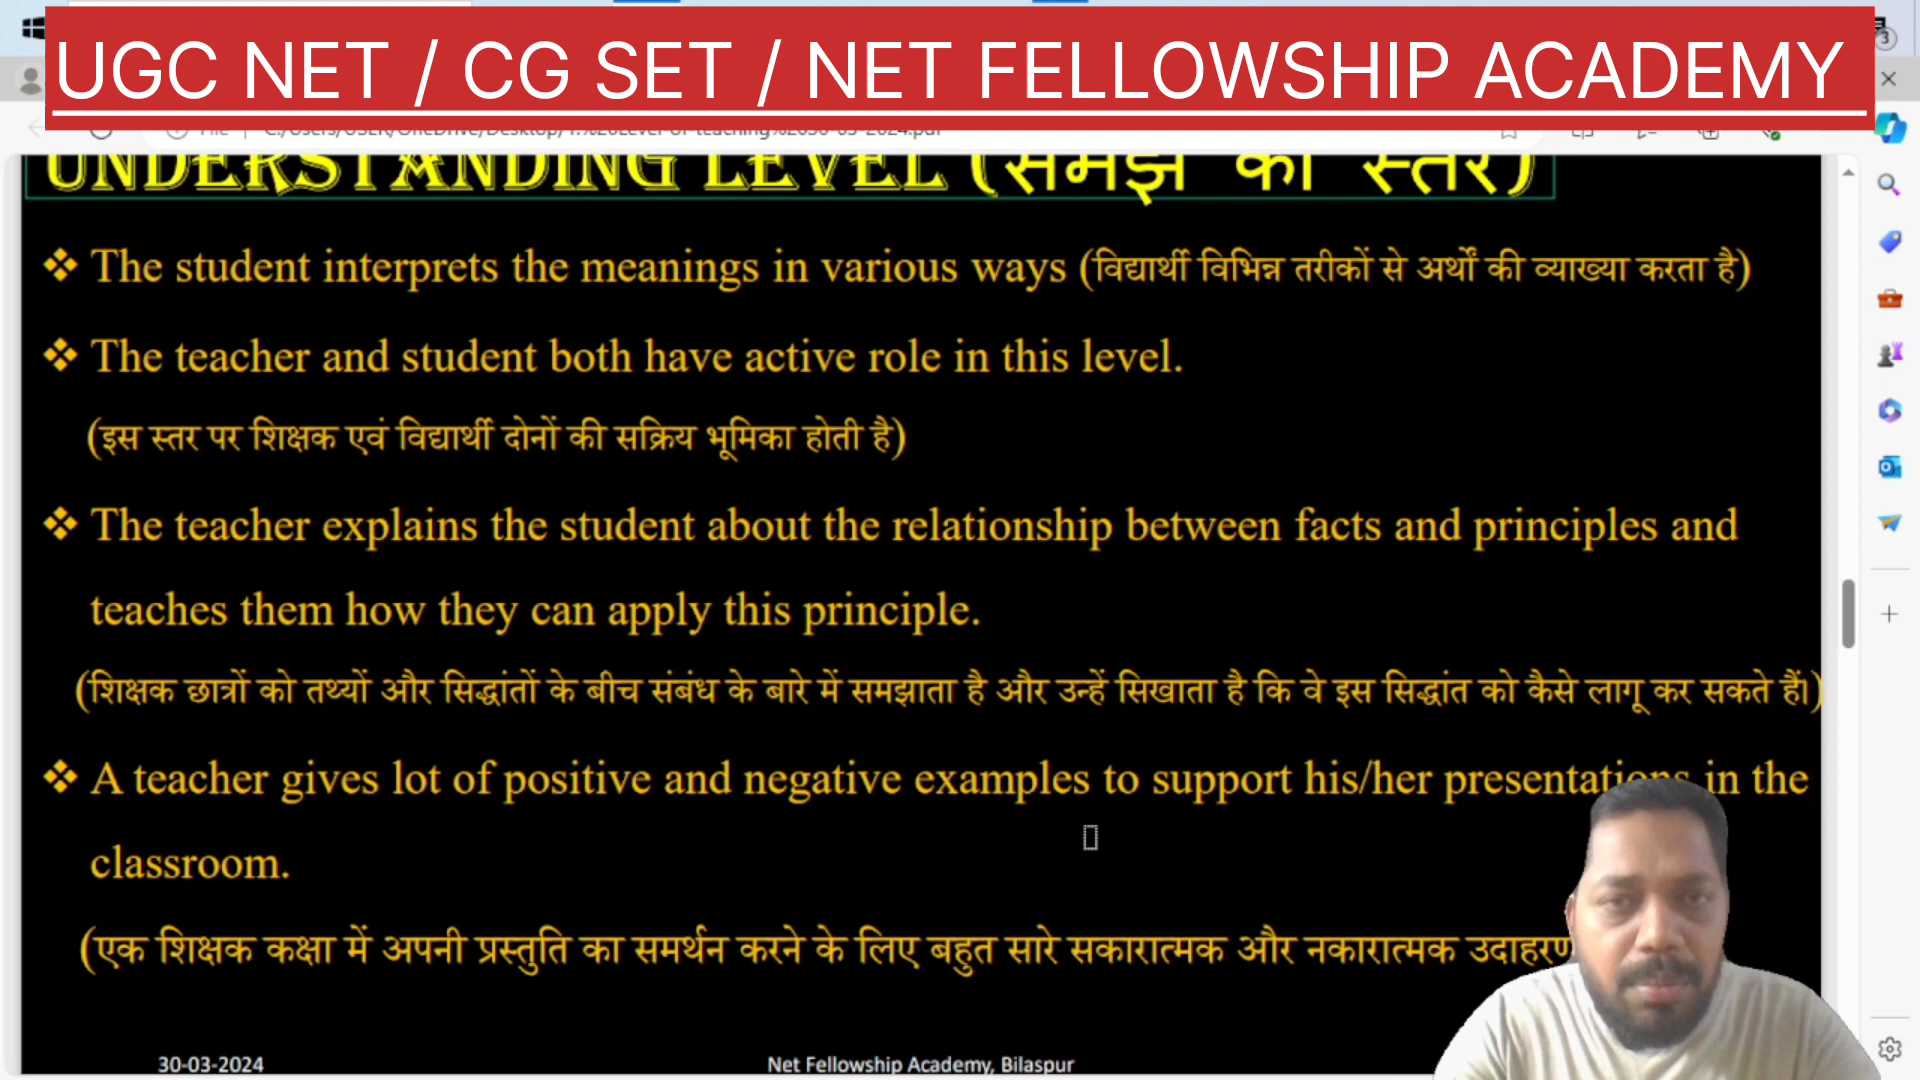 UGC NET / CG SET / NET FELLOWSHIP ACADEMY
3
UNDERSTANDING LEVEL (समझ का स्तर)
❖ The student interprets the meanings in various ways (विद्यार्थी विभिन्न तरीकों से अर्थों की व्याख्या करता है)
❖ The teacher and student both have active role in this level.
(इस स्तर पर शिक्षक एवं विद्यार्थी दोनों की सक्रिय भूमिका होती है)
❖ The teacher explains the student about the relationship between facts and principles and
teaches them how they can apply this principle.
(शिक्षक छात्रों को तथ्यों और सिद्धांतों के बीच संबंध के बारे में समझाता है और उन्हें सिखाता है कि वे इस सिद्धांत को कैसे लागू कर सकते हैं।)
❖ A teacher gives lot of positive and negative examples to support his/her presentations in the
classroom.
(एक शिक्षक कक्षा में अपनी प्रस्तुति का समर्थन करने के लिए बहुत सारे सकारात्मक और नकारात्मक उदाहरण
30-03-2024
Net Fellowship Academy, Bilaspur